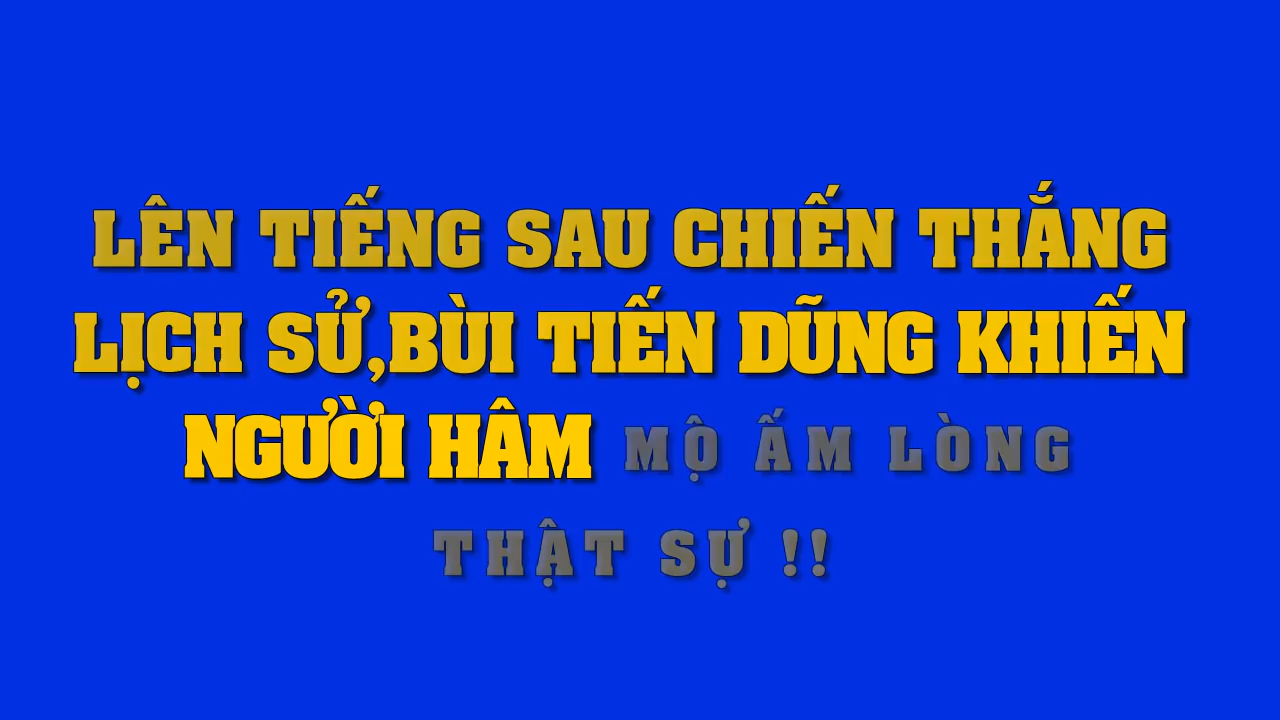 LÊN TIẾNG SAU CHIẾN THẮNG
LỊCH SỬ,BÙI TIẾN DŨNG KHIẾN
NGƯỜI HÂM MỘ ẤM LÒNG
THẬT SỰ !!